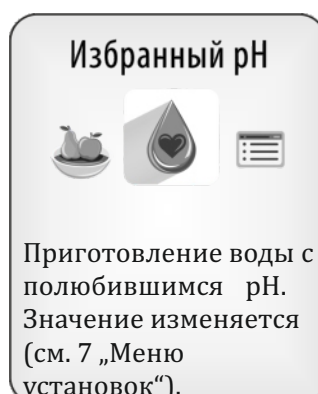 Избранный pH
Приготовление воды с
полюбившимся pH.
Значение изменяется
(см. 7 „Меню
установок“).